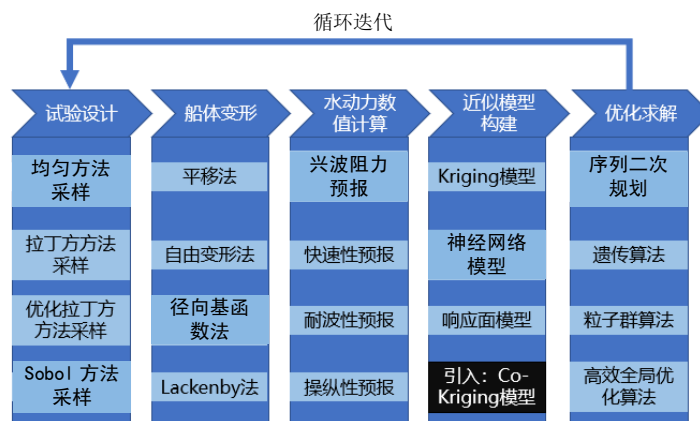 循环迭代
试验设计
船体变形
水动力数
值计算
近似模型
构建
优化求解
均匀方法
采样
拉丁方方法
采样
优化拉丁方
方法采样
Sobol 方法
采样
平移法
自由变形法
径向基函
数法
Lackenby法
兴波阻力
预报
快速性预报
耐波性预报
操纵性预报
Kriging模型
神经网络
模型
响应面模型
引入：Co-
Kriging模型
序列二次
规划
遗传算法
粒子群算法
高效全局优
化算法